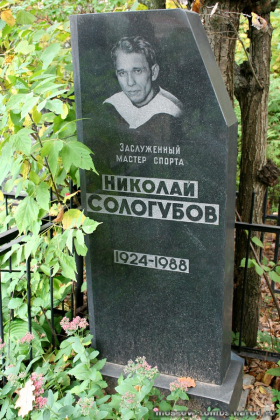 ЗАСЛУЖЕННЫЙ
МАСТЕР СПОРТА
НИКОЛАЙ
СОЛОГУБОВ
1924-1988